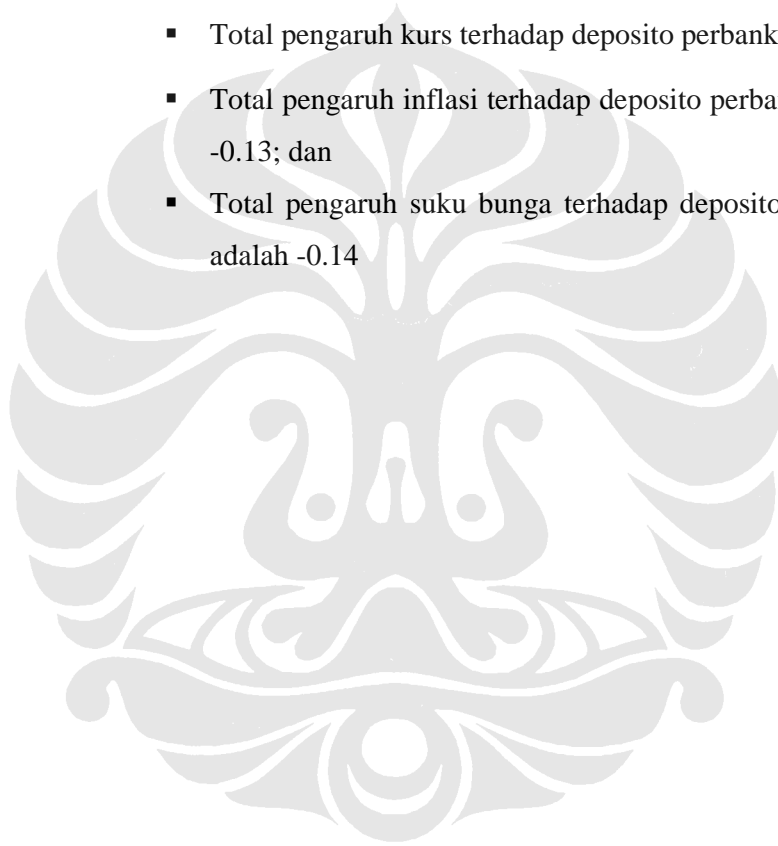 ▪ Total pengaruh kurs terhadap deposito perbank
▪ Total pengaruh inflasi terhadap deposito perba
-0.13; dan
▪ Total pengaruh suku bunga terhadap deposito
adalah -0.14